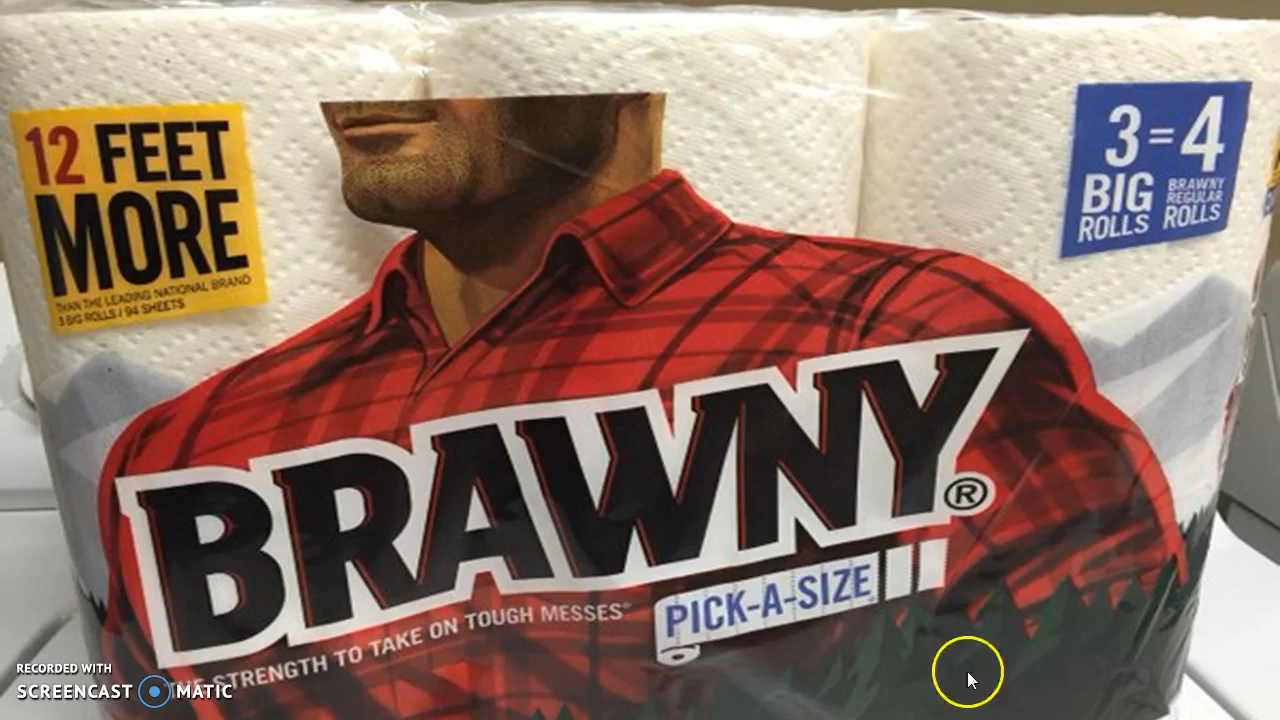 12 FEET
MORE
THAN THE LEADING NATIONAL BRAND
3 BIG ROLLS / 94 SHEETS
3 = 4
BIG ROLLS
BRAWNY REGULAR ROLLS
BRAWNY®
THE STRENGTH TO TAKE ON TOUGH MESSES®
PICK-A-SIZE
RECORDED WITH
SCREENCAST MATIC